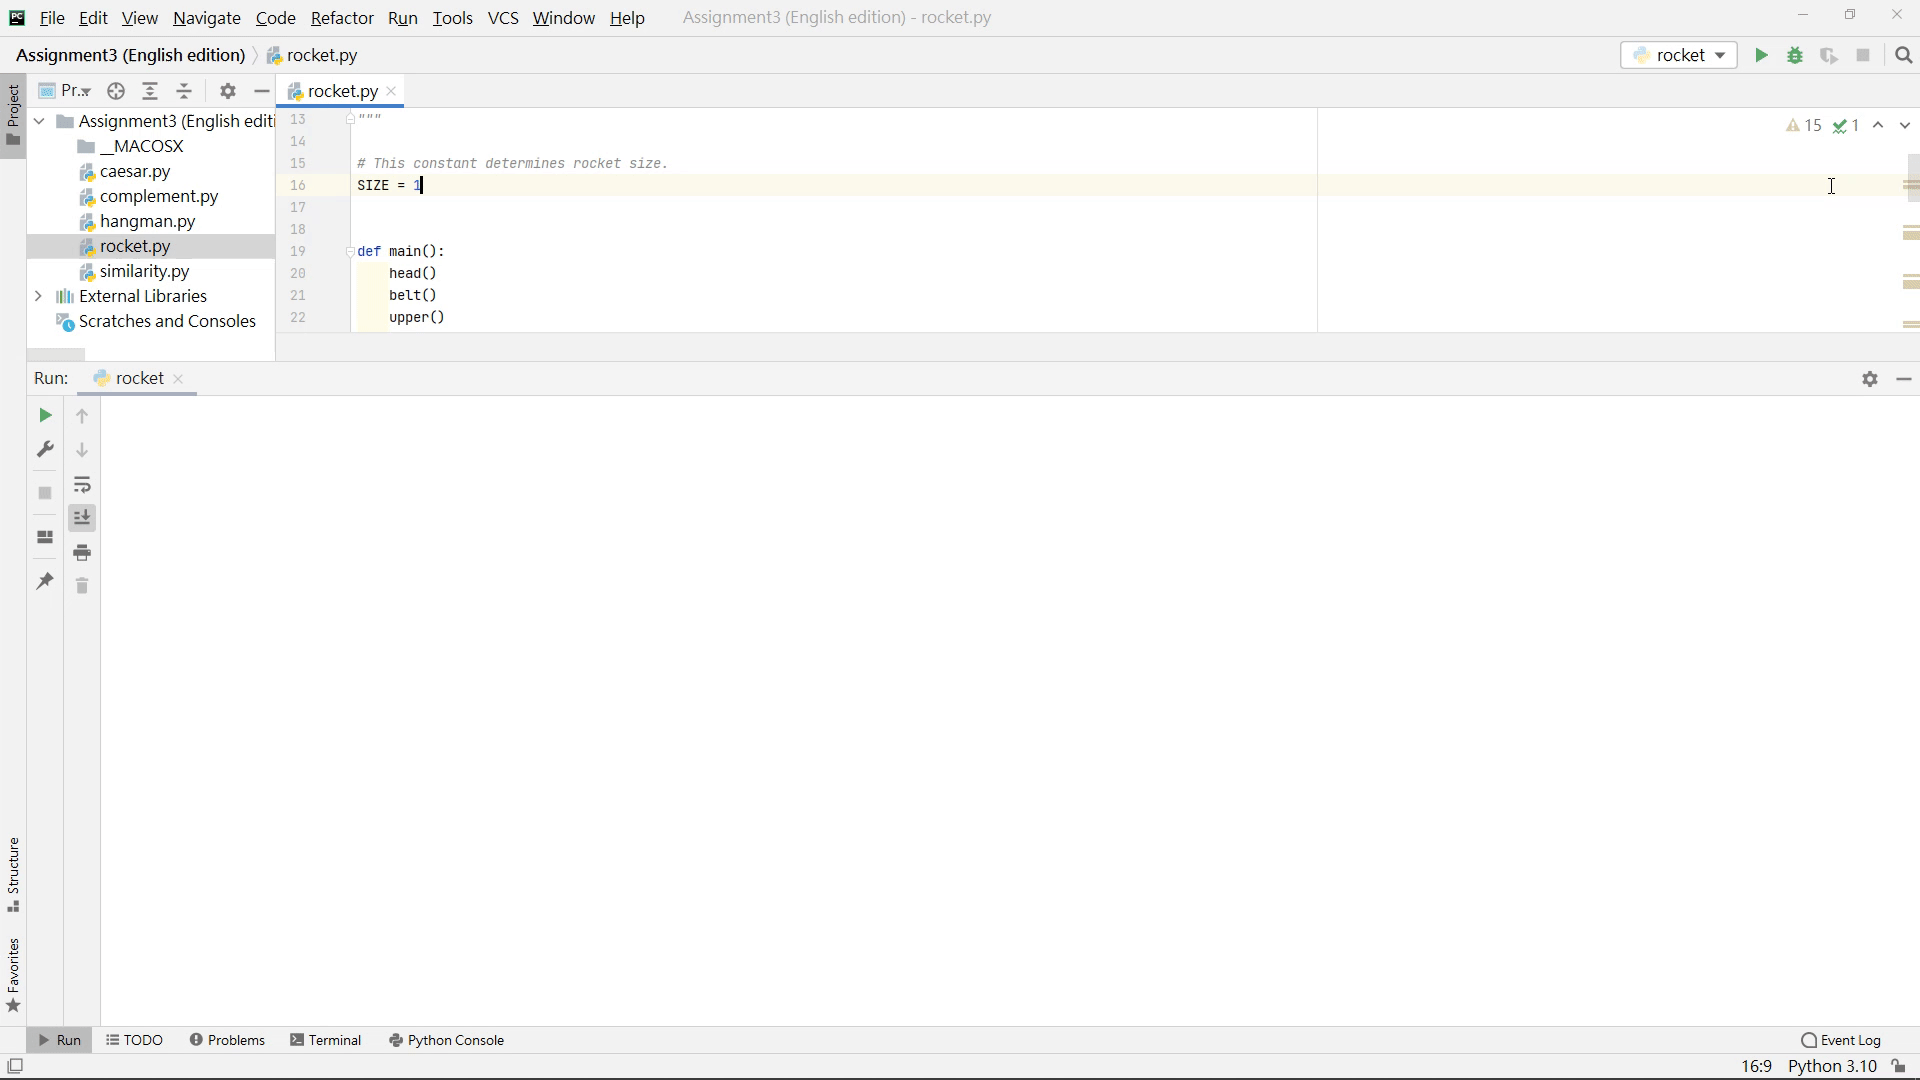 PC File Edit View Navigate Code Refactor Run Tools VCS Window Help Assignment3 (English edition) - rocket.py
Assignment3 (English edition) rocket.py rocket
Project
Pr... rocket.py
Assignment3 (English editi
__MACOSX
caesar.py
complement.py
hangman.py
rocket.py
similarity.py
External Libraries
Scratches and Consoles
13 """
14
15 # This constant determines rocket size.
16 SIZE = 1
17
18
19 def main():
20 head()
21 belt()
22 upper()
15 1
Run: rocket
Structure
Favorites
Run TODO Problems Terminal Python Console Event Log
16:9 Python 3.10